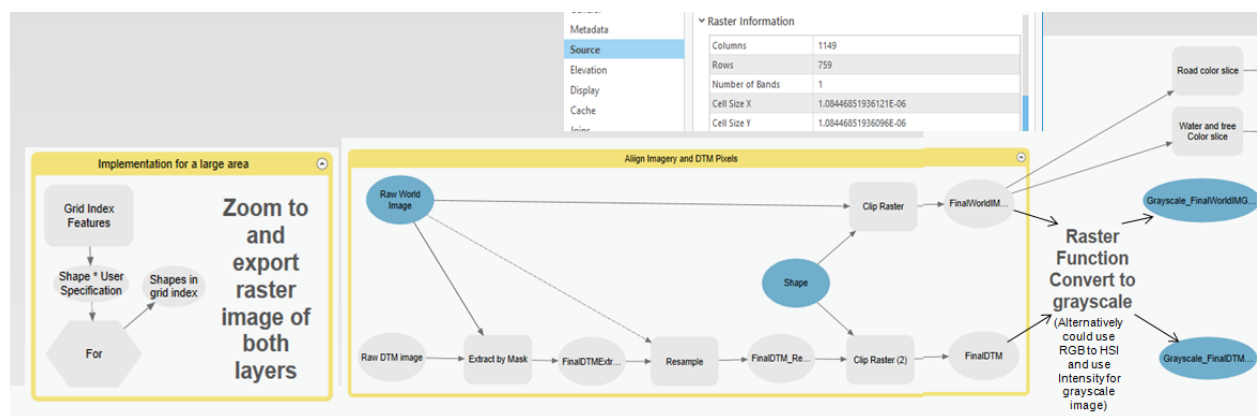 General
Metadata
Source
Elevation
Display
Cache
Joins
Raster Information
Columns 1149
Rows 759
Number of Bands 1
Cell Size X 1.08446851936121E-06
Cell Size Y 1.08446851936096E-06
Implementation for a large area
Grid Index
Features
Shape * User
Specification
Shapes in
grid index
For
Zoom to
and
export
raster
image of
both
layers
Align Imagery and DTM Pixels
Raw World
Image
Clip Raster
FinalWorldIM...
Shape
Raw DTM image
Extract by Mask
FinalDTMExtr...
Resample
FinalDTM_Re...
Clip Raster (2)
FinalDTM
Road color slice
Water and tree
Color slice
Grayscale_FinalWorldIMG...
Raster
Function
Convert to
grayscale
(Alternatively
could use
RGB to HSI
and use
Intensity for
grayscale
image)
Grayscale_FinalDTM...